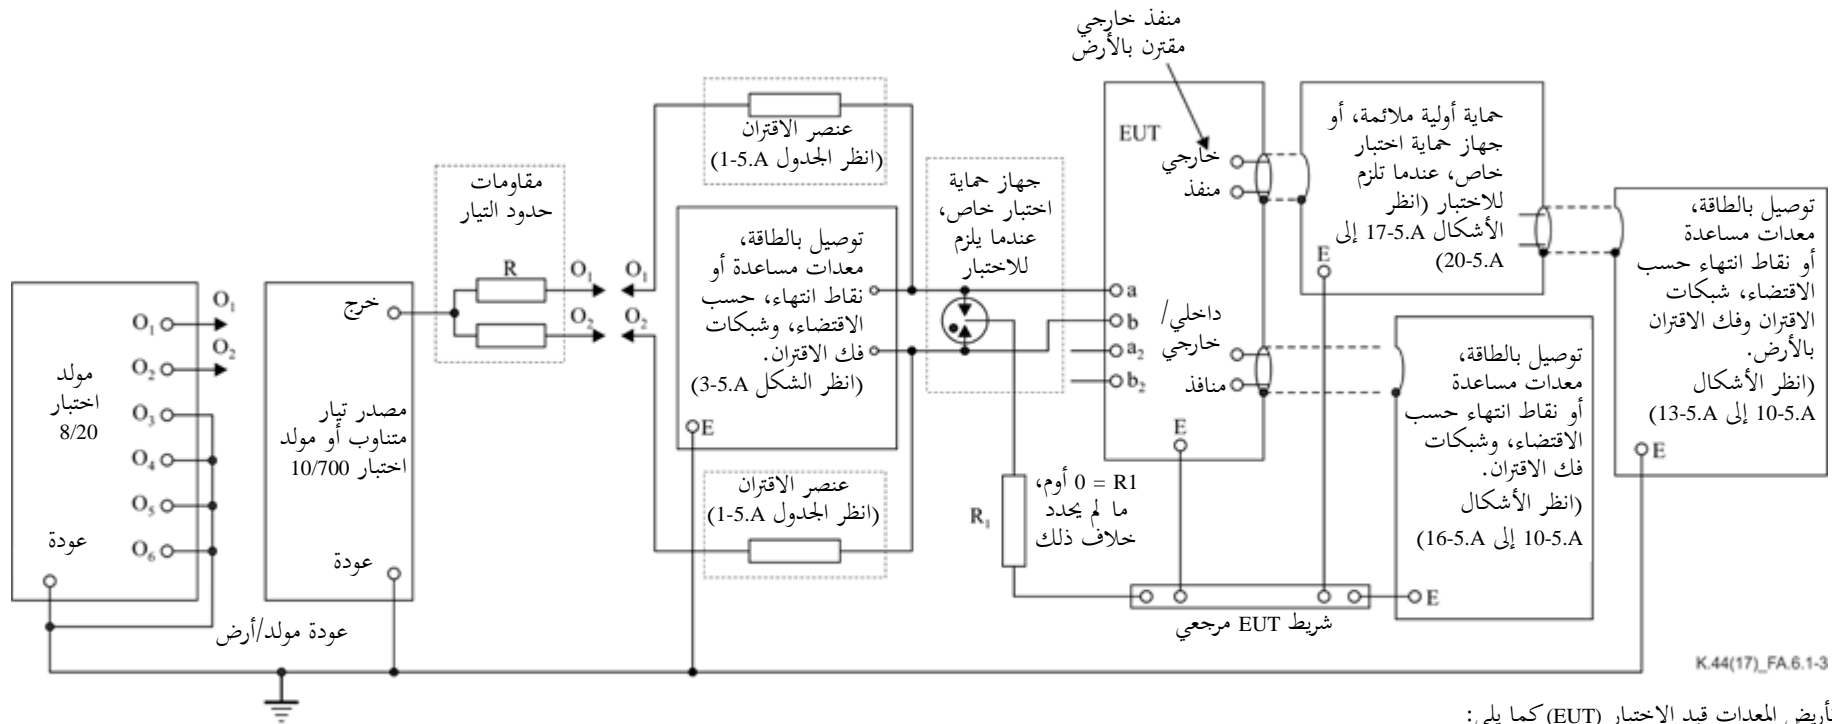 منفذ خارجي
مقترن بالأرض
عنصر الاقتران
(انظر الجدول 1-5.A)
مقاومات
حدود التيار
R
O₁
O₂
O₁
O₂
توصيل بالطاقة،
معدات مساعدة أو
نقاط انتهاء، حسب
الاقتضاء، وشبكات
فك الاقتران.
(انظر الشكل 3-5.A)
E
عنصر الاقتران
(انظر الجدول 1-5.A)
جهاز حماية
اختبار خاص،
عندما يلزم
للاختبار
EUT
خارجي
منفذ
a
b
a₂
b₂
داخلي/
خارجي
منافذ
E
حماية أولية ملائمة، أو
جهاز حماية اختبار
خاص، عندما تلزم
للاختبار (انظر
الأشكال 17-5.A إلى
20-5.A)
E
توصيل بالطاقة،
معدات مساعدة
أو نقاط انتهاء حسب
الاقتضاء، شبكات
الاقتران وفك الاقتران
بالأرض.
(انظر الأشكال
10-5.A إلى 13-5.A)
E
توصيل بالطاقة،
معدات مساعدة
أو نقاط انتهاء حسب
الاقتضاء، وشبكات
فك الاقتران.
(انظر الأشكال
10-5.A إلى 16-5.A)
E
R₁
R1 = 0 أوم،
ما لم يحدد
خلاف ذلك
شريط EUT مرجعي
O₁
O₂
O₃
O₄
O₅
O₆
O₁
O₂
مولد
اختبار
8/20
عودة
خرج
مصدر تيار
متناوب أو مولد
اختبار 10/700
عودة
عودة مولد/أرض
K.44(17)_FA.6.1-3
تأريض المعدات قيد الاختبار (EUT) كما يلي: